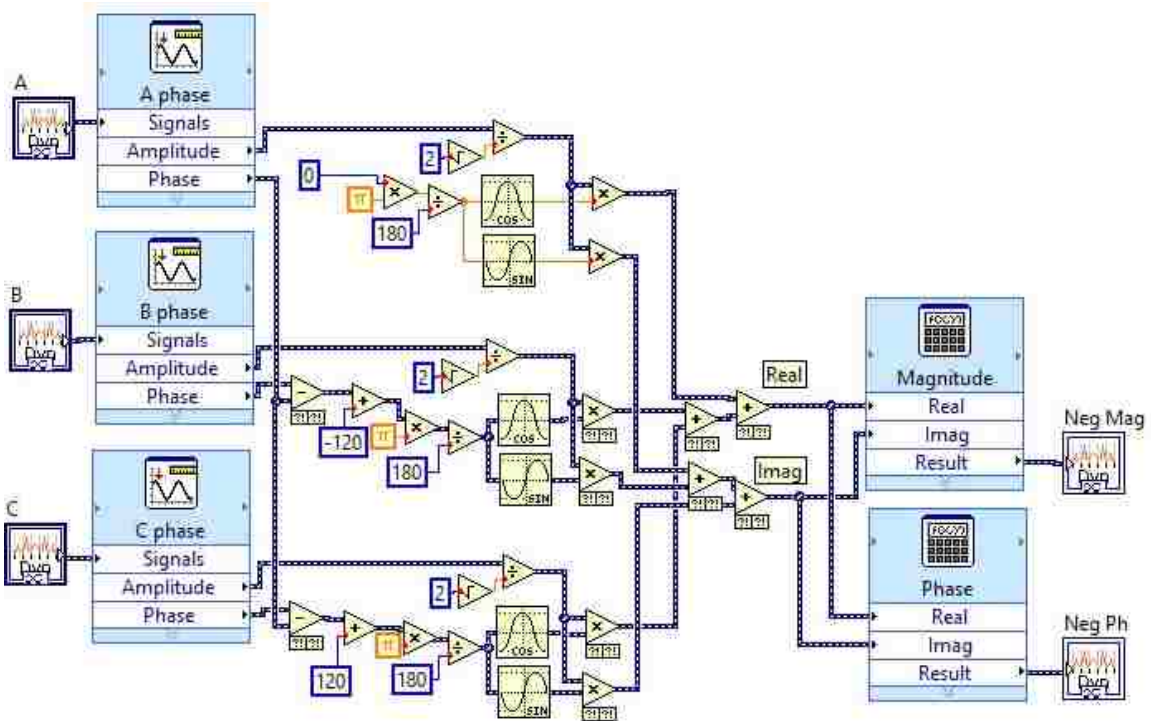 A
A phase
Signals
Amplitude
Phase
2
0
π
180
COS
SIN
B
B phase
Signals
Amplitude
Phase
2
-120
π
180
COS
SIN
Real
Magnitude
Real
Imag
Result
Neg Mag
Imag
C
C phase
Signals
Amplitude
Phase
2
120
π
180
COS
SIN
Phase
Real
Imag
Result
Neg Ph